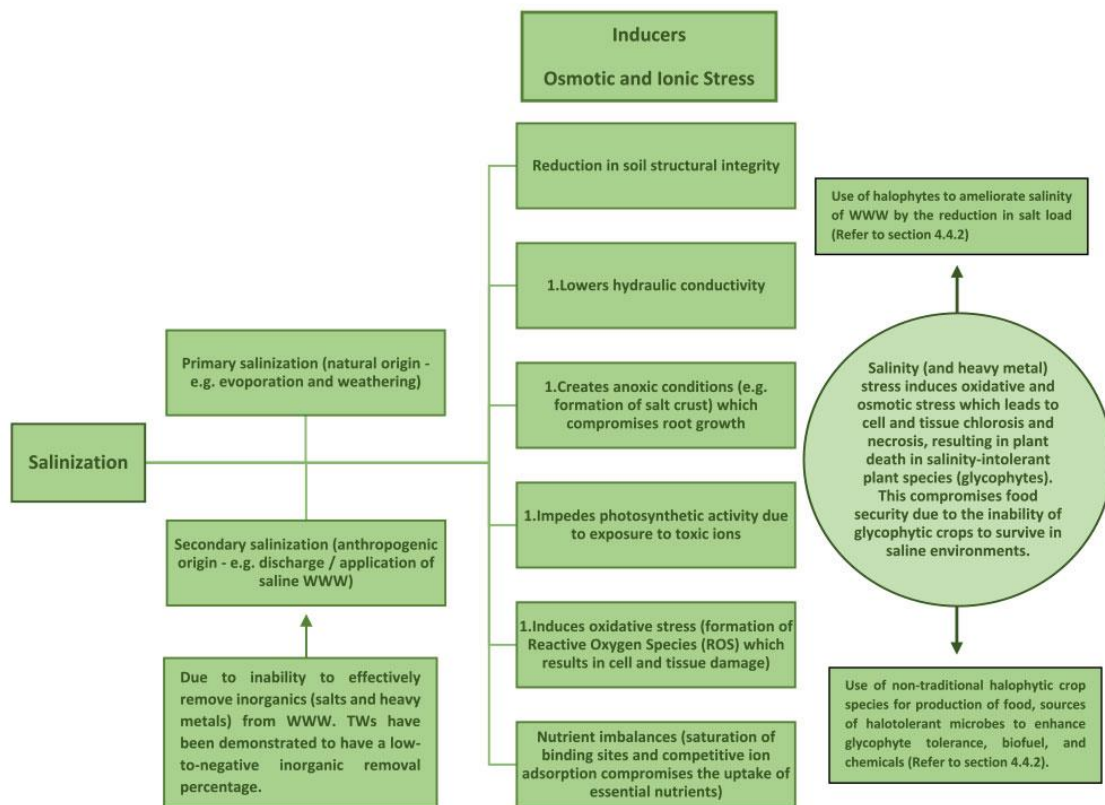 Inducers
Osmotic and Ionic Stress
Reduction in soil structural integrity
Use of halophytes to ameliorate salinity
of WWW by the reduction in salt load
(Refer to section 4.4.2)
1.Lowers hydraulic conductivity
Primary salinization (natural origin -
e.g. evoporation and weathering)
1.Creates anoxic conditions (e.g.
formation of salt crust) which
compromises root growth
Salinity (and heavy metal)
stress induces oxidative and
osmotic stress which leads to
cell and tissue chlorosis and
necrosis, resulting in plant
death in salinity-intolerant
plant species (glycophytes).
This compromises food
security due to the inability of
glycophytic crops to survive in
saline environments.
Salinization
1.Impedes photosynthetic activity due
to exposure to toxic ions
Secondary salinization (anthropogenic
origin - e.g. discharge / application of
saline WWW)
1.Induces oxidative stress (formation of
Reactive Oxygen Species (ROS) which
results in cell and tissue damage)
Due to inability to effectively
remove inorganics (salts and heavy
metals) from WWW. TWs have
been demonstrated to have a low-
to-negative inorganic removal
percentage.
Use of non-traditional halophytic crop
species for production of food, sources
of halotolerant microbes to enhance
glycophyte tolerance, biofuel, and
chemicals (Refer to section 4.4.2).
Nutrient imbalances (saturation of
binding sites and competitive ion
adsorption compromises the uptake of
essential nutrients)